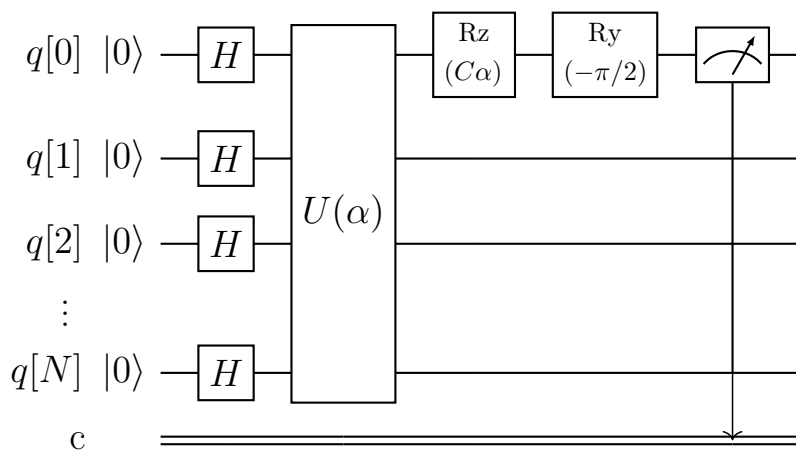 q[0] |0⟩ H Rz (Cα) Ry (−π/2)
q[1] |0⟩ H
q[2] |0⟩ H
U(α)
⋮
q[N] |0⟩ H
c